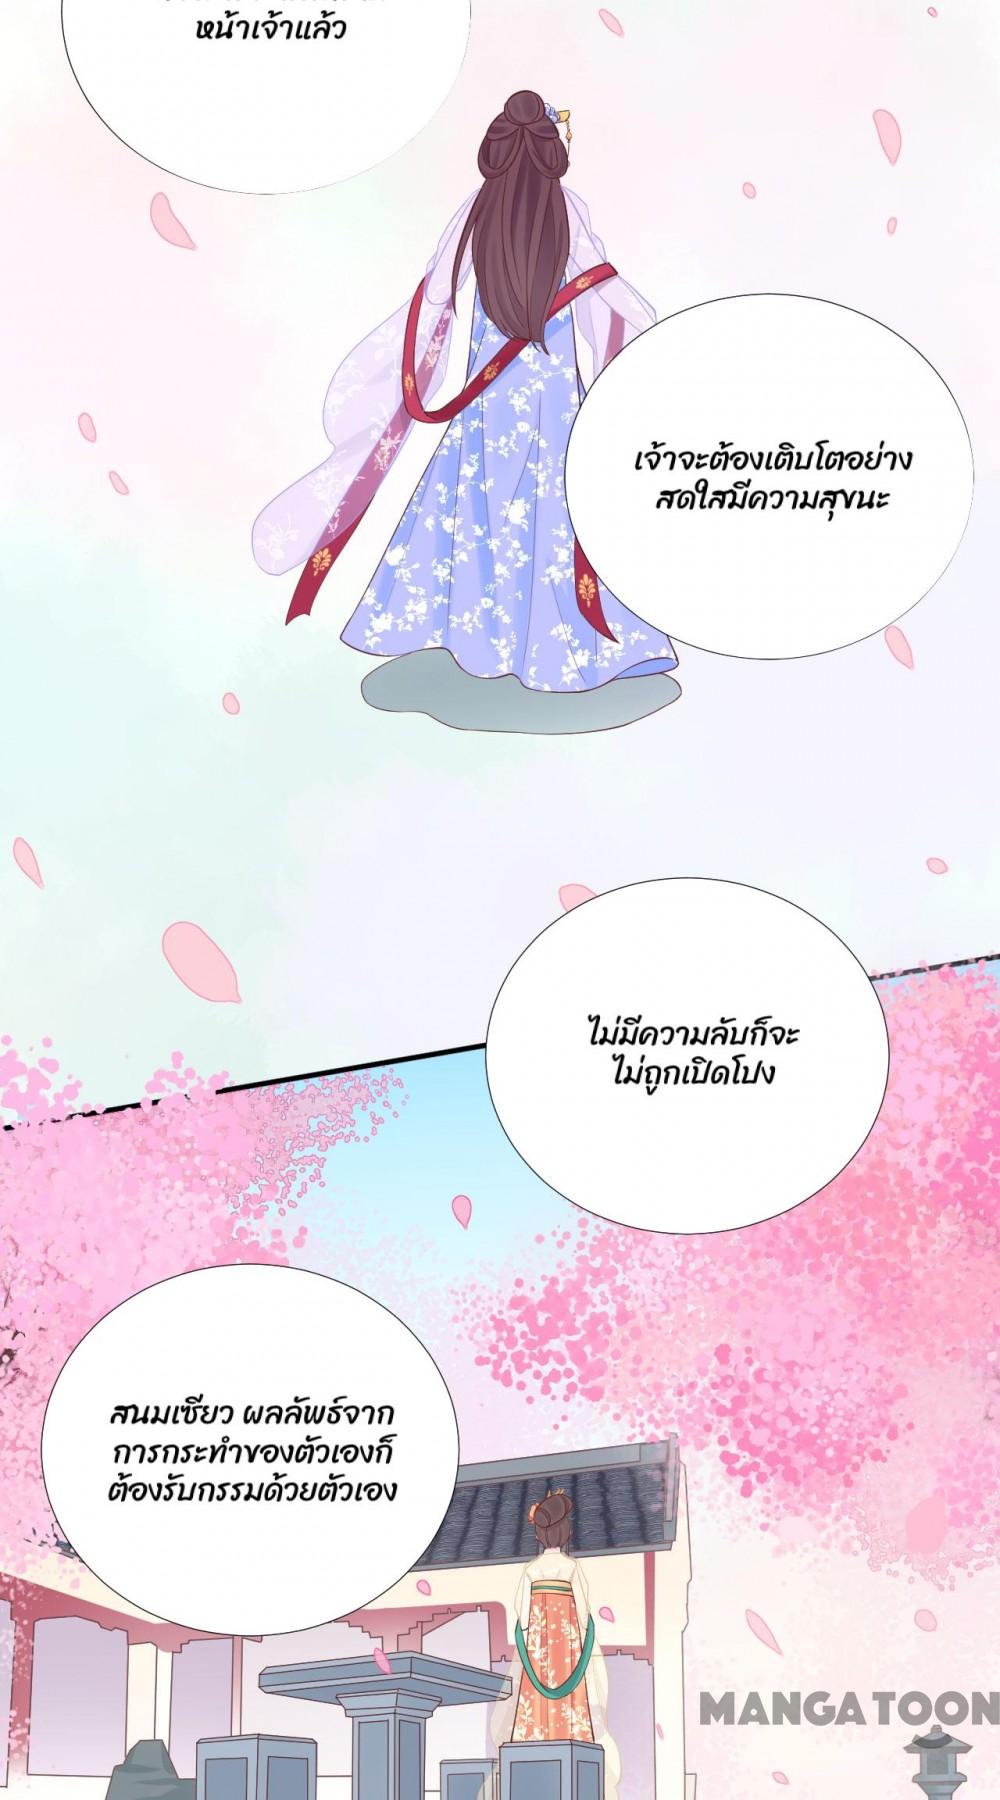 หน้าเจ้าแล้ว
เจ้าจะต้องเติบโตอย่าง
สดใสมีความสุขนะ
ไม่มีความลับก็จะ
ไม่ถูกเปิดโปง
สนมเซียว ผลลัพธ์จาก
การกระทำของตัวเองก็
ต้องรับกรรมด้วยตัวเอง
MANGATOON